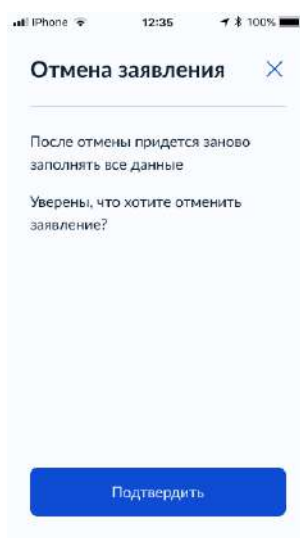 iPhone 12:35 100%
Отмена заявления
После отмены придется заново
заполнять все данные
Уверены, что хотите отменить
заявление?
Подтвердить